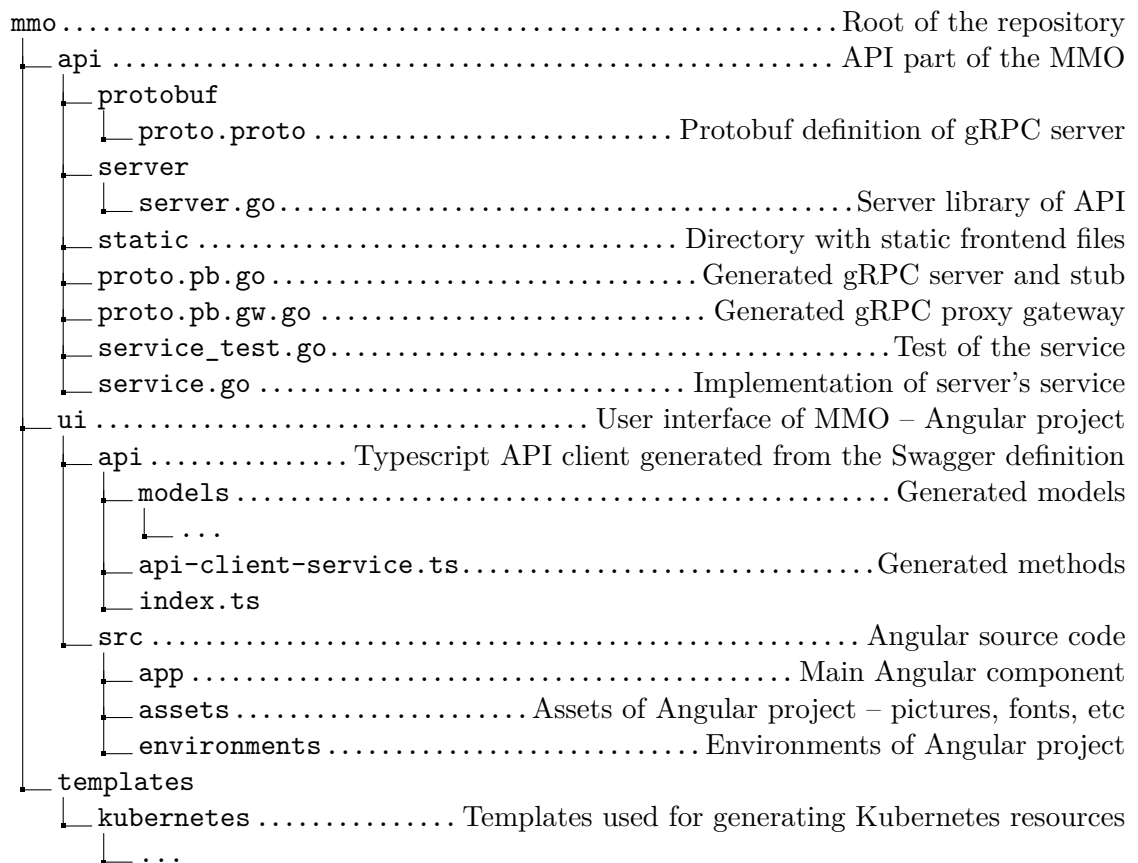 mmo Root of the repository
api API part of the MMO
protobuf
proto.proto Protobuf definition of gRPC server
server
server.go Server library of API
static Directory with static frontend files
proto.pb.go Generated gRPC server and stub
proto.pb.gw.go Generated gRPC proxy gateway
service_test.go Test of the service
service.go Implementation of server's service
ui User interface of MMO – Angular project
api Typescript API client generated from the Swagger definition
models Generated models
...
api-client-service.ts Generated methods
index.ts
src Angular source code
app Main Angular component
assets Assets of Angular project – pictures, fonts, etc
environments Environments of Angular project
templates
kubernetes Templates used for generating Kubernetes resources
...